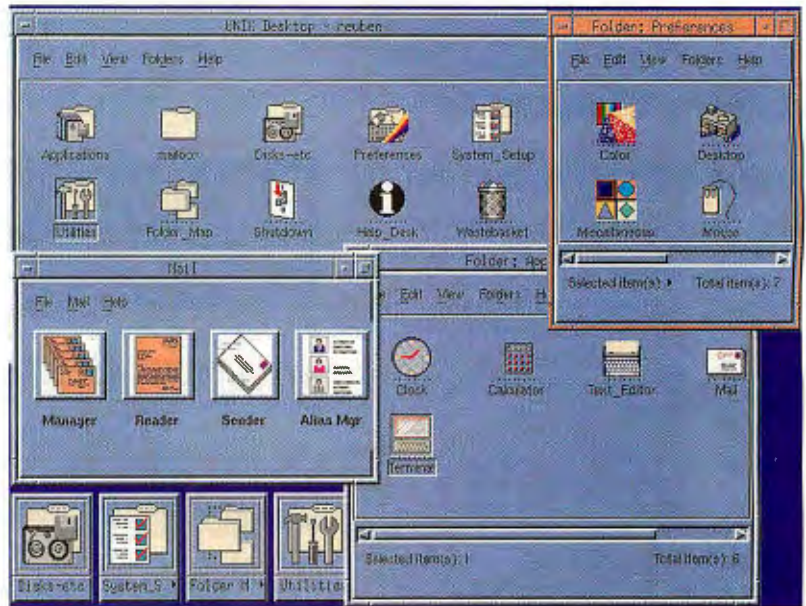 UNIX Desktop - reuben
File Edit View Folders Help
Applications mailbox Disks-etc Preferences System_Setup
Utilities Folder_Map Shutdown Help_Desk Wastebasket
Folder: Preferences
File Edit View Folders Help
Color Desktop
Miscellaneous Mouse
Selected item(s): Total item(s): 7
Mail
File Mail Help
Manager Reader Sender Alias Mgr
Folder: App
Edit View Folders H
Clock Calculator Text_Editor Mail
Terminal
Selected item(s): 1 Total item(s): 6
Disks-etc System_S Folder M Utilities